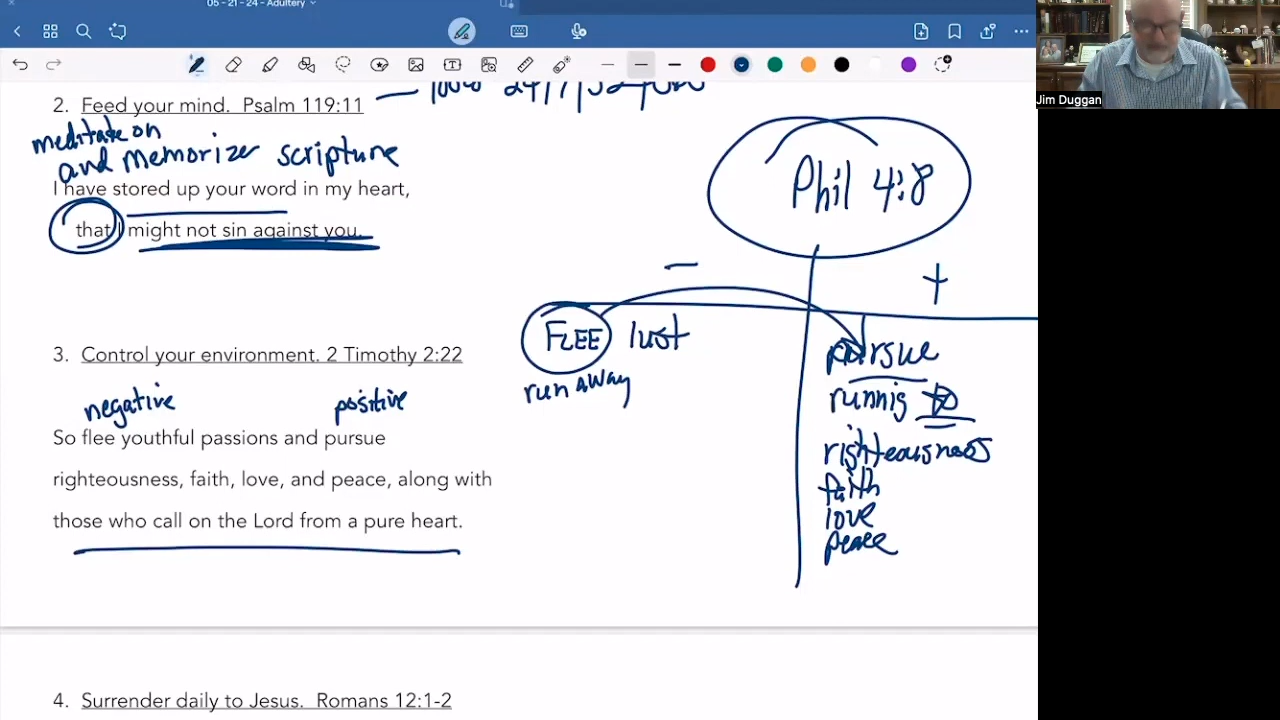 05 - 21 - 24 - Adultery
Jim Duggan
2. Feed your mind. Psalm 119:11
meditate on
and memorize scripture
I have stored up your word in my heart,
that I might not sin against you.
Phil 4:8
− +
FLEE lust
run away
pursue
runnig to
righteousness
faith
love
peace
3. Control your environment. 2 Timothy 2:22
negative positive
So flee youthful passions and pursue
righteousness, faith, love, and peace, along with
those who call on the Lord from a pure heart.
4. Surrender daily to Jesus. Romans 12:1-2